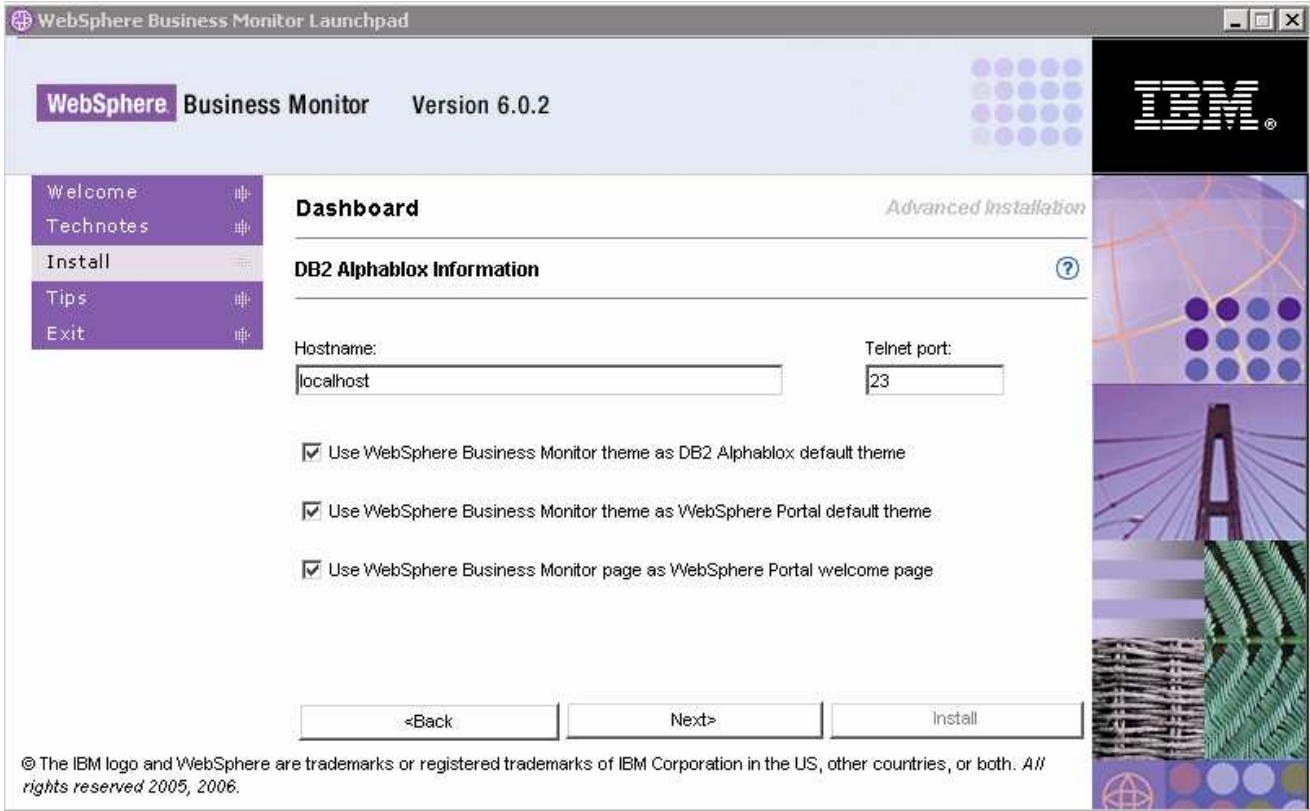 WebSphere Business Monitor Launchpad
WebSphere. Business Monitor Version 6.0.2
IBM®
Welcome
Technotes
Install
Tips
Exit
Dashboard
Advanced Installation
DB2 Alphablox Information
?
Hostname:
Telnet port:
localhost
23
Use WebSphere Business Monitor theme as DB2 Alphablox default theme
Use WebSphere Business Monitor theme as WebSphere Portal default theme
Use WebSphere Business Monitor page as WebSphere Portal welcome page
<Back
Next>
Install
© The IBM logo and WebSphere are trademarks or registered trademarks of IBM Corporation in the US, other countries, or both. All
rights reserved 2005, 2006.